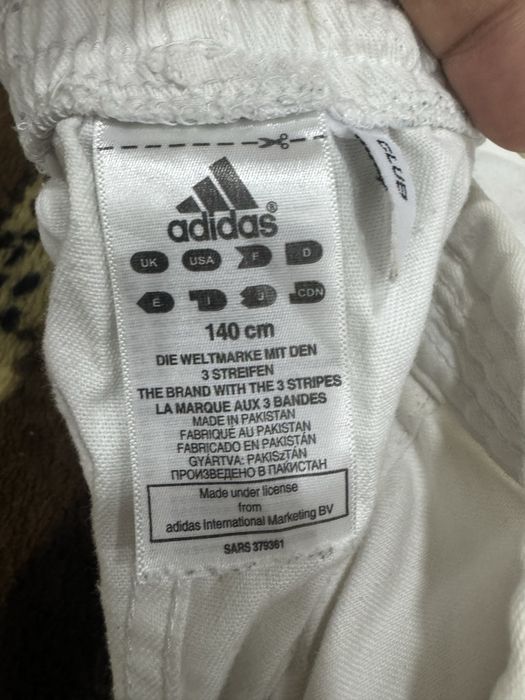 adidas®
UK USA F D
E I J CDN
140 cm
DIE WELTMARKE MIT DEN
3 STREIFEN
THE BRAND WITH THE 3 STRIPES
LA MARQUE AUX 3 BANDES
MADE IN PAKISTAN
FABRIQUÉ AU PAKISTAN
FABRICADO EN PAKISTÁN
GYÁRTVA: PAKISzTÁN
ПРОИЗВЕДЕНО В ПАКИСТАН
Made under license
from
adidas International Marketing BV
SARS 379361
CLUB